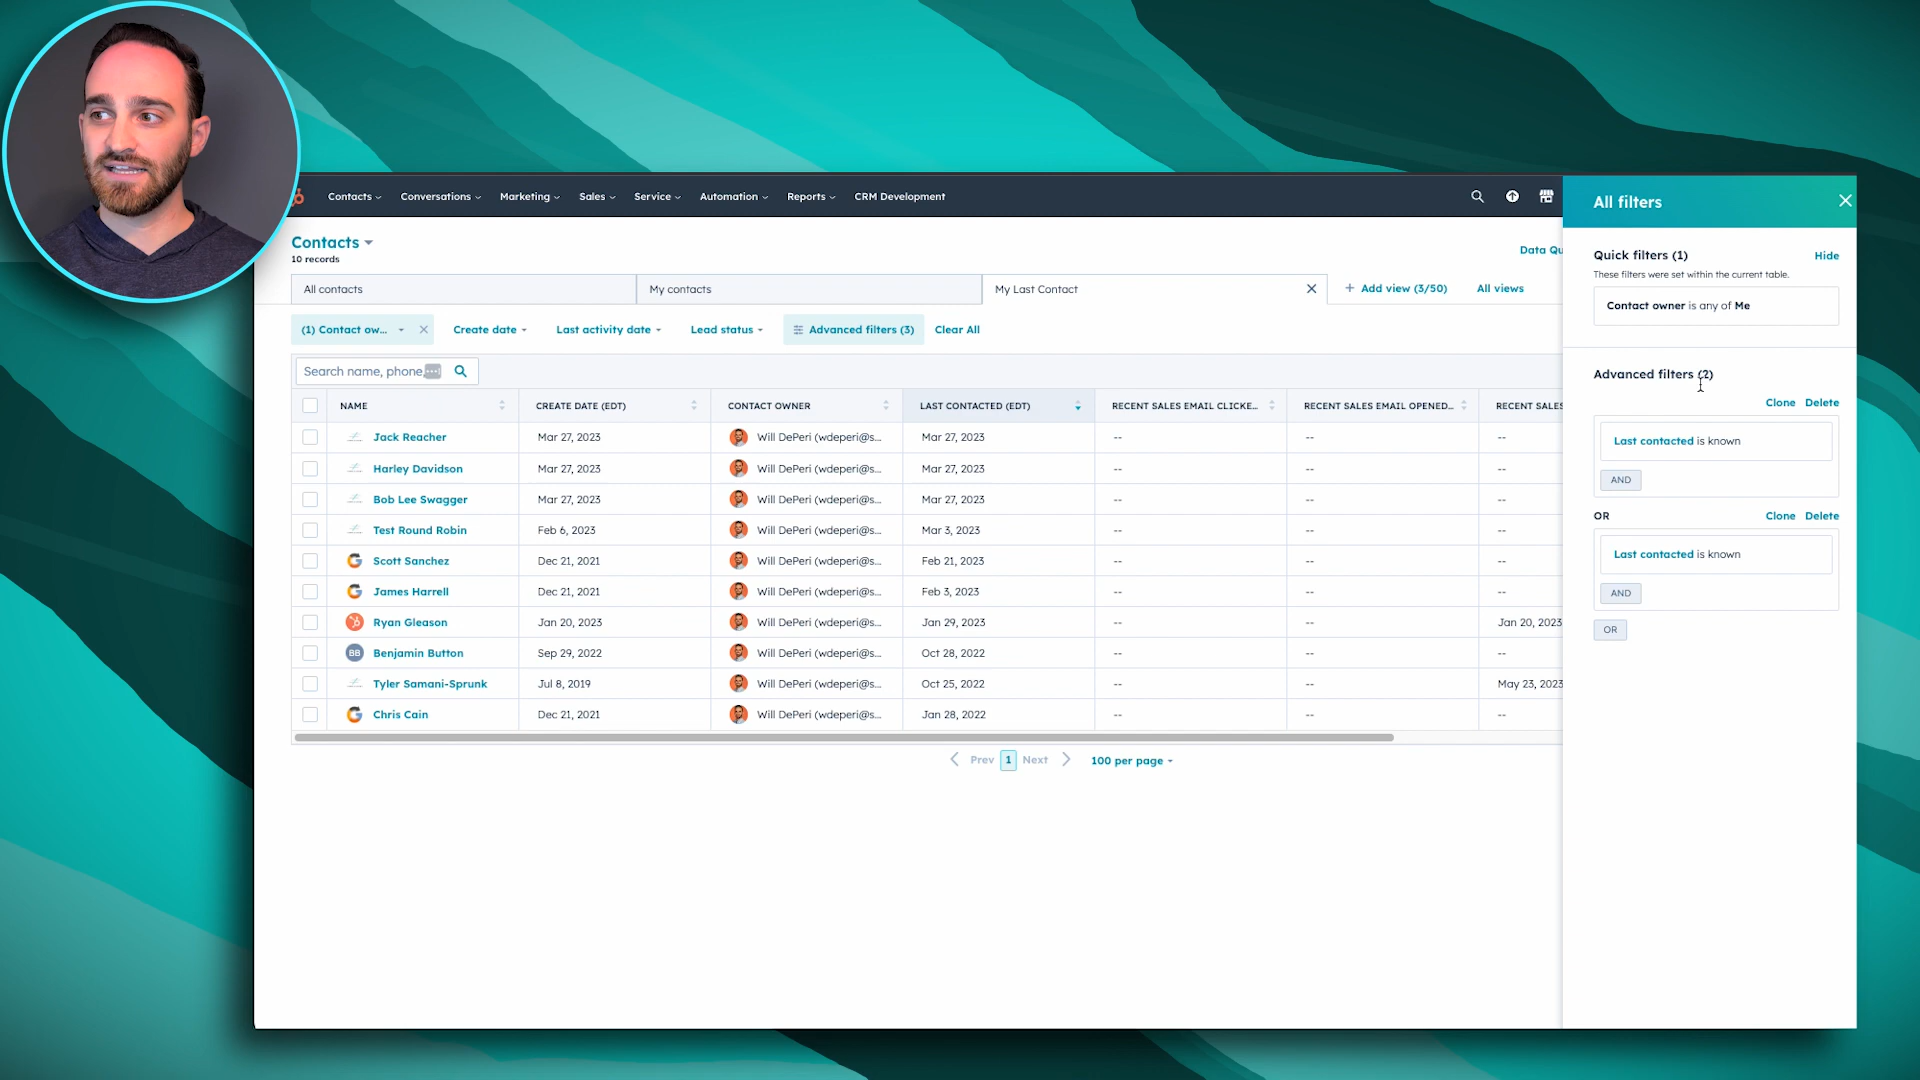 Contacts
Conversations
Marketing
Sales
Service
Automation
Reports
CRM Development
All filters
Contacts
10 records
Data Qu
All contacts
My contacts
My Last Contact
+ Add view (3/50)
All views
(1) Contact ow...
Create date
Last activity date
Lead status
Advanced filters (3)
Clear All
Search name, phone,
NAME
CREATE DATE (EDT)
CONTACT OWNER
LAST CONTACTED (EDT)
RECENT SALES EMAIL CLICKE...
RECENT SALES EMAIL OPENED...
RECENT SALES
Jack Reacher Mar 27, 2023 Will DePeri (wdeperi@s... Mar 27, 2023 -- -- --
Harley Davidson Mar 27, 2023 Will DePeri (wdeperi@s... Mar 27, 2023 -- -- --
Bob Lee Swagger Mar 27, 2023 Will DePeri (wdeperi@s... Mar 27, 2023 -- -- --
Test Round Robin Feb 6, 2023 Will DePeri (wdeperi@s... Mar 3, 2023 -- -- --
Scott Sanchez Dec 21, 2021 Will DePeri (wdeperi@s... Feb 21, 2023 -- -- --
James Harrell Dec 21, 2021 Will DePeri (wdeperi@s... Feb 3, 2023 -- -- --
Ryan Gleason Jan 20, 2023 Will DePeri (wdeperi@s... Jan 29, 2023 -- -- Jan 20, 2023
BB Benjamin Button Sep 29, 2022 Will DePeri (wdeperi@s... Oct 28, 2022 -- -- --
Tyler Samani-Sprunk Jul 8, 2019 Will DePeri (wdeperi@s... Oct 25, 2022 -- -- May 23, 2023
Chris Cain Dec 21, 2021 Will DePeri (wdeperi@s... Jan 28, 2022 -- -- --
Prev 1 Next
100 per page
Quick filters (1)
Hide
These filters were set within the current table.
Contact owner is any of Me
Advanced filters (2)
Clone Delete
Last contacted is known
AND
OR
Clone Delete
Last contacted is known
AND
OR